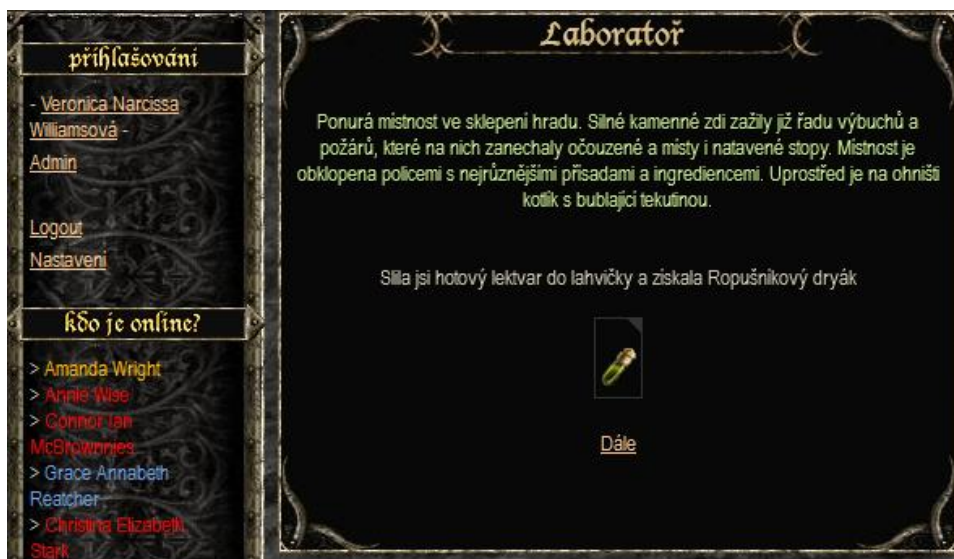 přihlašování
- Veronica Narcissa
Williamsová -
Admin
Logout
Nastavení
kdo je online?
> Amanda Wright
> Annie Wise
> Connor Ian
McBrownnies
> Grace Annabeth
Reatcher
> Christina Elizabeth
Stark
Laboratoř
Ponurá místnost ve sklepení hradu. Silné kamenné zdi zažily již řadu výbuchů a
požárů, které na nich zanechaly očouzené a místy i natavené stopy. Místnost je
obklopena policemi s nejrůznějšími přísadami a ingrediencemi. Uprostřed je na ohništi
kotlík s bublající tekutinou.
Slila jsi hotový lektvar do lahvičky a získala Ropušníkový dryák
Dále